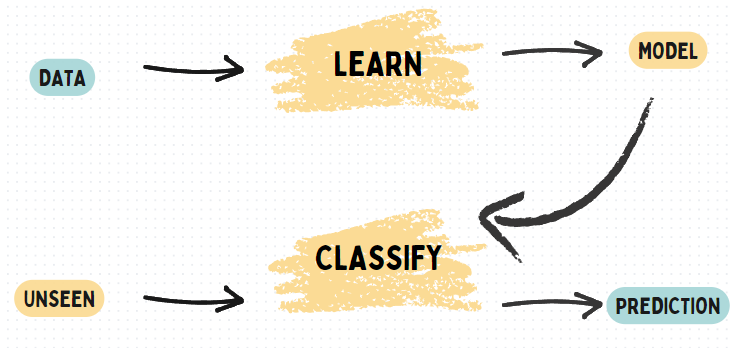 DATA
LEARN
MODEL
CLASSIFY
UNSEEN
PREDICTION